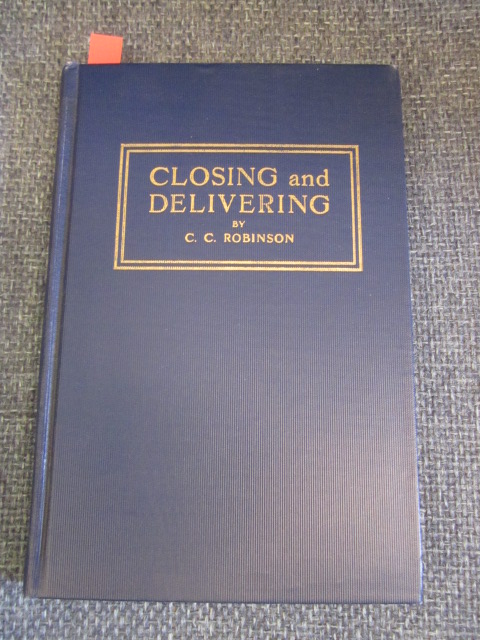 CLOSING and
DELIVERING
BY
C. C. ROBINSON